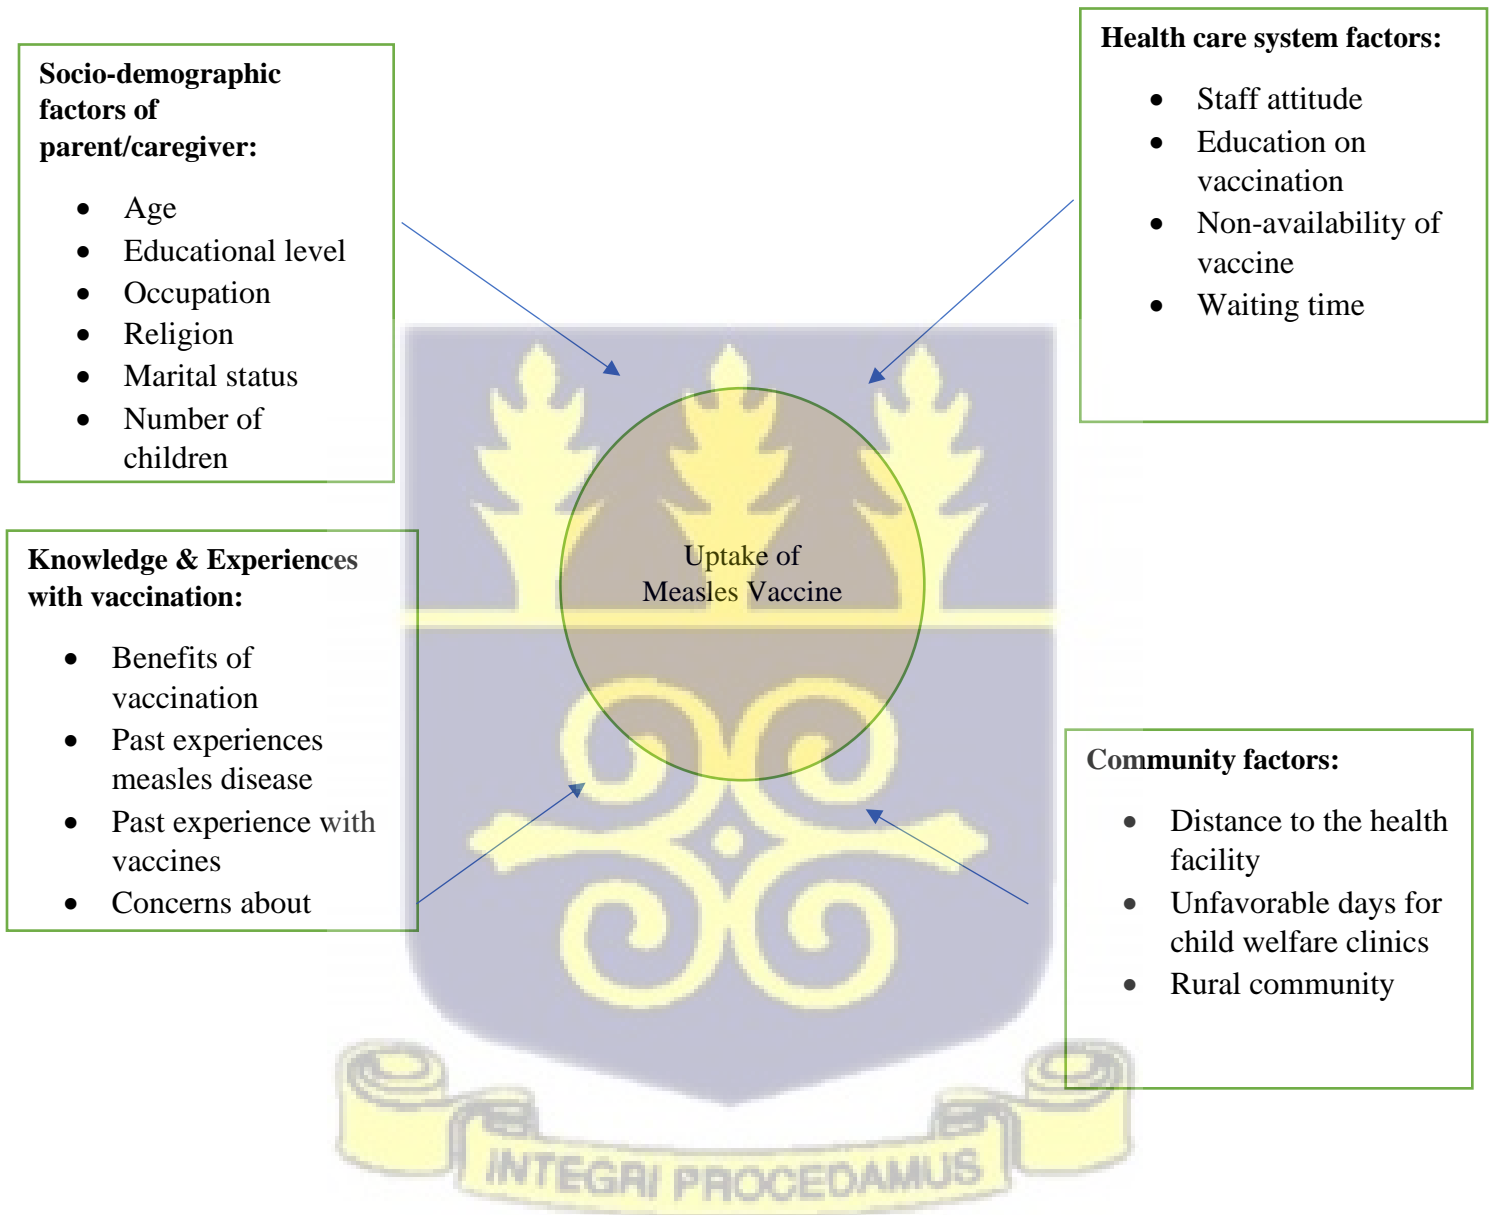 Socio-demographic
factors of
parent/caregiver:
• Age
• Educational level
• Occupation
• Religion
• Marital status
• Number of
children
Health care system factors:
• Staff attitude
• Education on
vaccination
• Non-availability of
vaccine
• Waiting time
Knowledge & Experiences
with vaccination:
• Benefits of
vaccination
• Past experiences
measles disease
• Past experience with
vaccines
• Concerns about
Uptake of
Measles Vaccine
Community factors:
• Distance to the health
facility
• Unfavorable days for
child welfare clinics
• Rural community
INTEGRI PROCEDAMUS